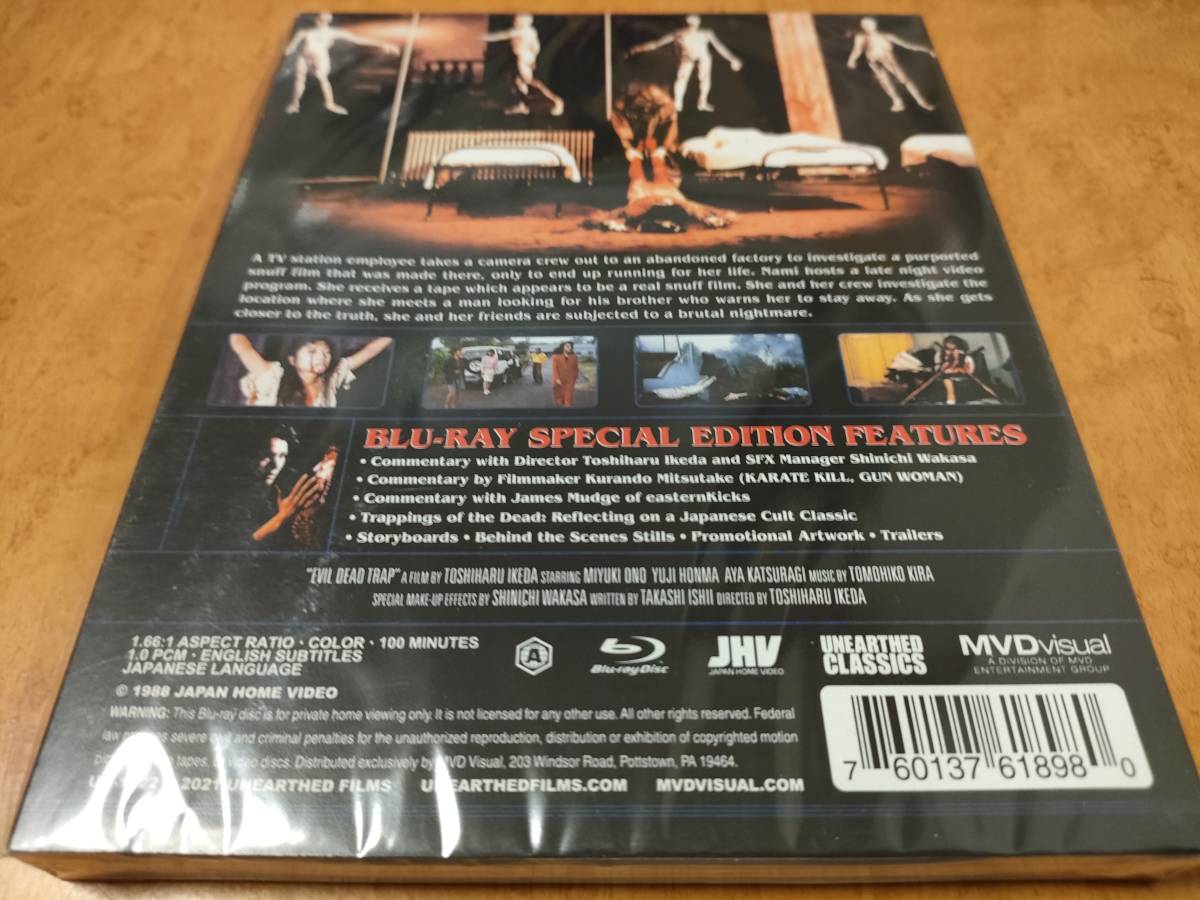 A TV station employee takes a camera crew out to an abandoned factory to investigate a purported
snuff film that was made there, only to end up running for her life. Nami hosts a late night video
program. She receives a tape which appears to be a real snuff film. She and her crew investigate the
location where she meets a man looking for his brother who warns her to stay away. As she gets
closer to the truth, she and her friends are subjected to a brutal nightmare.
BLU-RAY SPECIAL EDITION FEATURES
• Commentary with Director Toshiharu Ikeda and SFX Manager Shinichi Wakasa
• Commentary by Filmmaker Kurando Mitsutake (KARATE KILL, GUN WOMAN)
• Commentary with James Mudge of easternKicks
• Trappings of the Dead: Reflecting on a Japanese Cult Classic
• Storyboards • Behind the Scenes Stills • Promotional Artwork • Trailers
"EVIL DEAD TRAP" A FILM BY TOSHIHARU IKEDA STARRING MIYUKI ONO YUJI HONMA AYA KATSURAGI MUSIC BY TOMOHIKO KIRA
SPECIAL MAKE-UP EFFECTS BY SHINICHI WAKASA WRITTEN BY TAKASHI ISHII DIRECTED BY TOSHIHARU IKEDA
1.66:1 ASPECT RATIO • COLOR • 100 MINUTES
1.0 PCM • ENGLISH SUBTITLES
JAPANESE LANGUAGE
A
Blu-ray Disc
JHV
JAPAN HOME VIDEO
UNEARTHED
CLASSICS
MVDvisual
A DIVISION OF MVD
ENTERTAINMENT GROUP
© 1988 JAPAN HOME VIDEO
WARNING: This Blu-ray disc is for private home viewing only. It is not licensed for any other use. All other rights reserved. Federal
law severe and criminal penalties for the unauthorized reproduction, distribution or exhibition of copyrighted motion
tapes, video discs. Distributed exclusively by MVD Visual, 203 Windsor Road, Pottstown, PA 19464.
2021 UNEARTHED FILMS UNEARTHEDFILMS.COM MVDVISUAL.COM
7 60137 61898 0